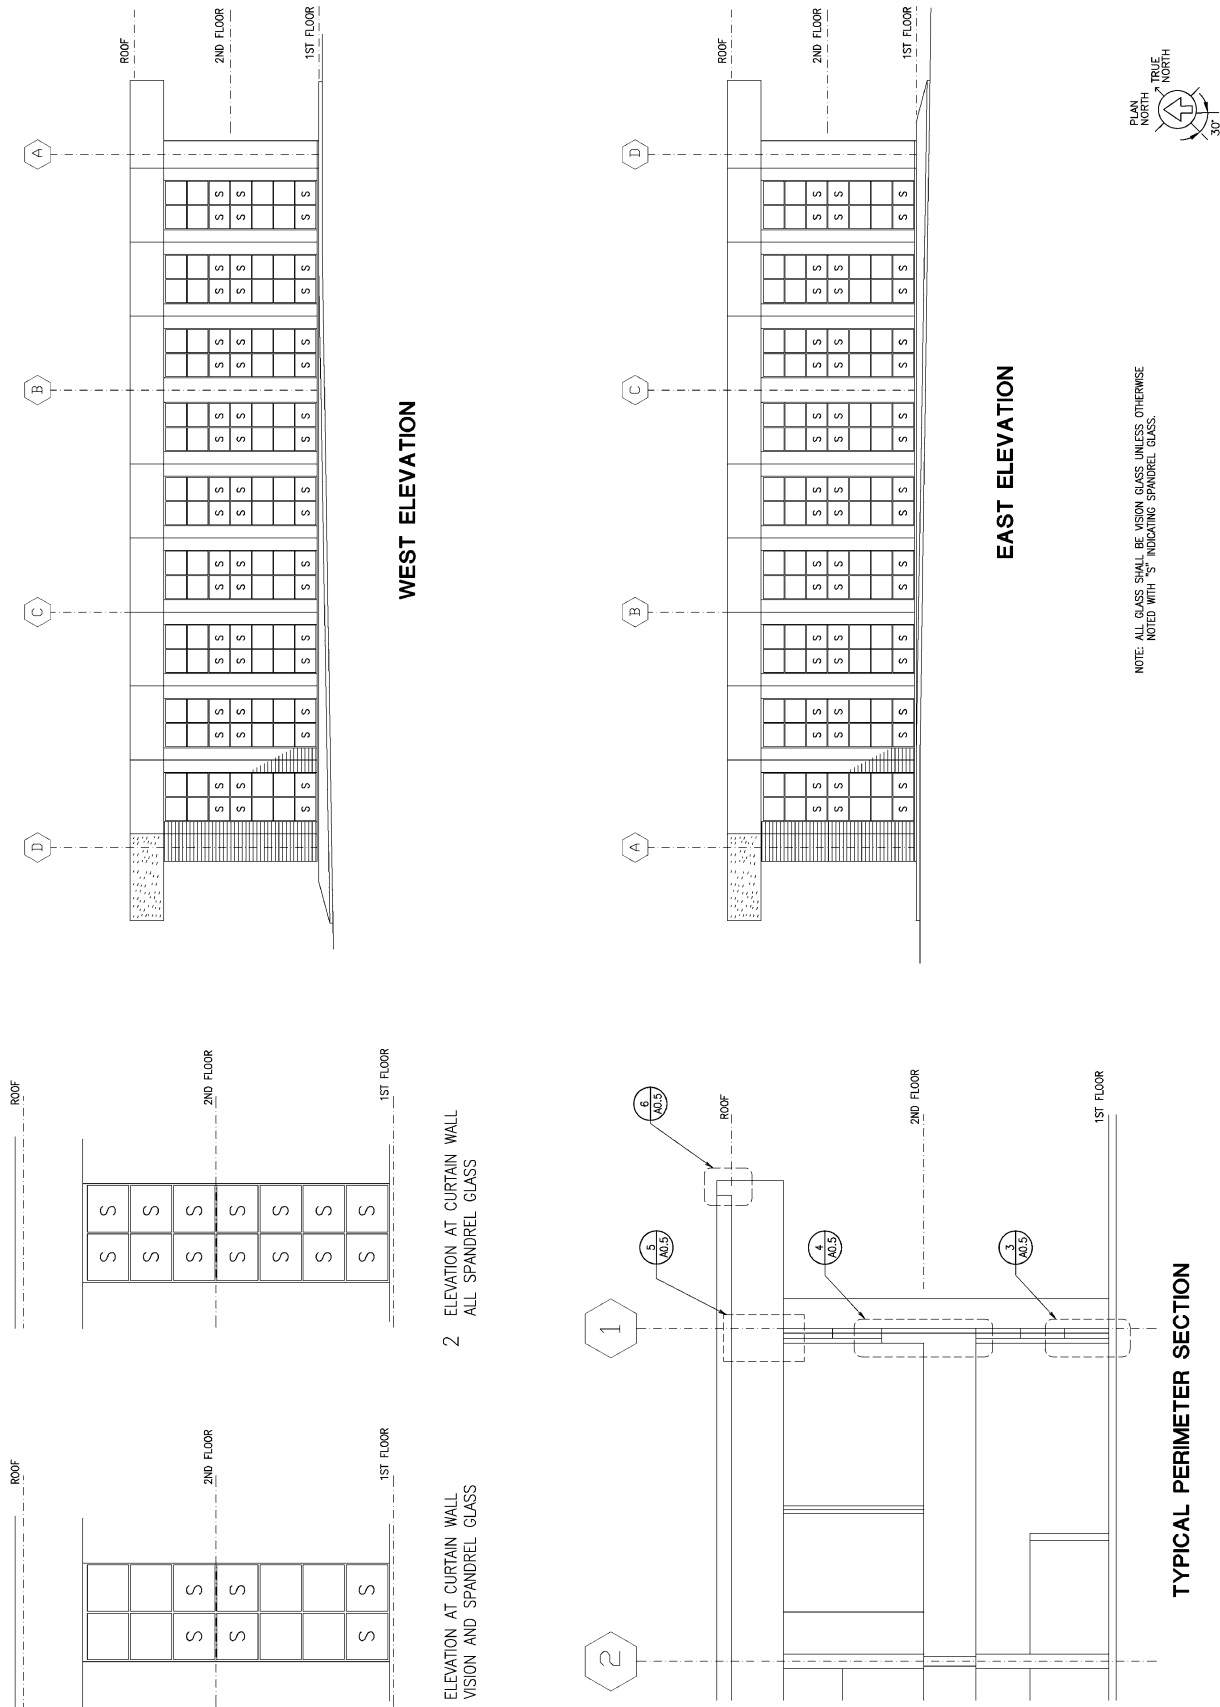 ROOF
S S
2ND FLOOR
S S
S S
1ST FLOOR
ELEVATION AT CURTAIN WALL
VISION AND SPANDREL GLASS
ROOF
S S
S S
S S
2ND FLOOR
S S
S S
S S
S S
1ST FLOOR
2 ELEVATION AT CURTAIN WALL
ALL SPANDREL GLASS
D C B A
ROOF
S S S S S S S S S S S S S S S S S S
2ND FLOOR
S S S S S S S S S S S S S S S S S S
S S S S S S S S S S S S S S S S S S
1ST FLOOR
WEST ELEVATION
2 1
5
A0.5
6
A0.5
ROOF
4
A0.5
2ND FLOOR
3
A0.5
1ST FLOOR
TYPICAL PERIMETER SECTION
A B C D
ROOF
S S S S S S S S S S S S S S S S S S
2ND FLOOR
S S S S S S S S S S S S S S S S S S
S S S S S S S S S S S S S S S S S S
1ST FLOOR
EAST ELEVATION
NOTE: ALL GLASS SHALL BE VISION GLASS UNLESS OTHERWISE
NOTED WITH "S" INDICATING SPANDREL GLASS.
PLAN
NORTH
TRUE
NORTH
30°